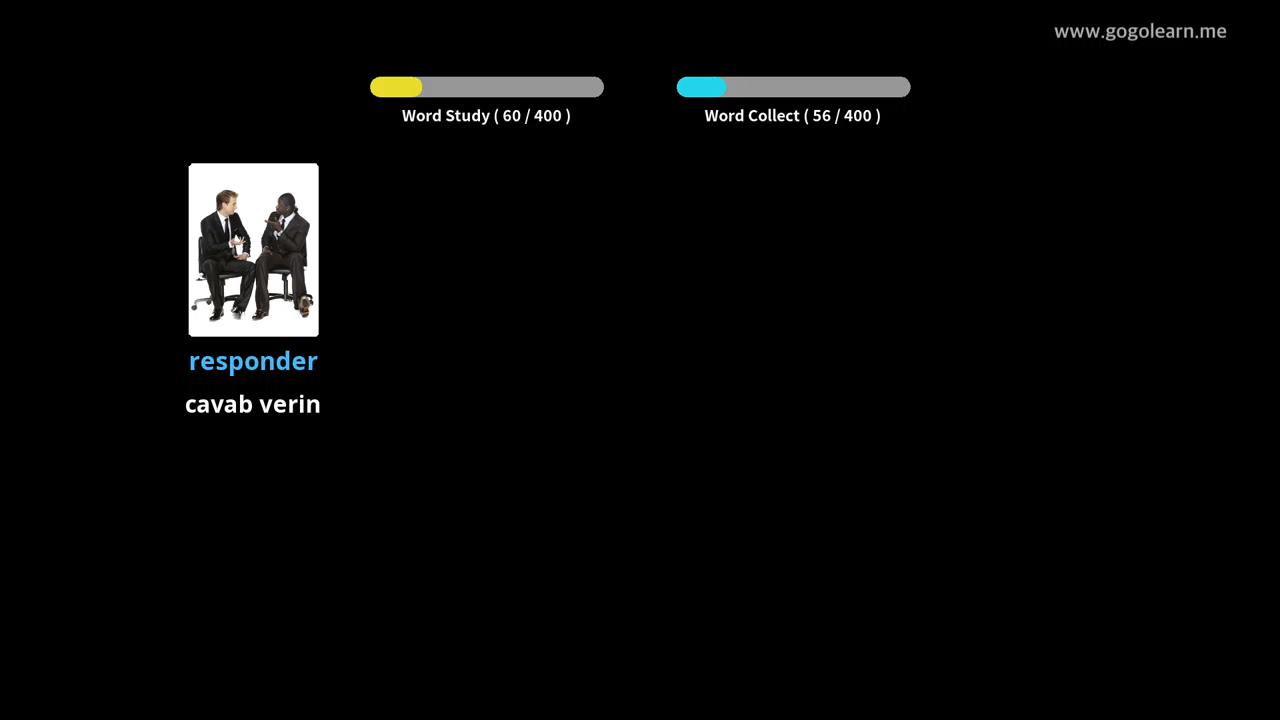 www.gogolearn.me
Word Study ( 60 / 400 )
Word Collect ( 56 / 400 )
responder
cavab verin